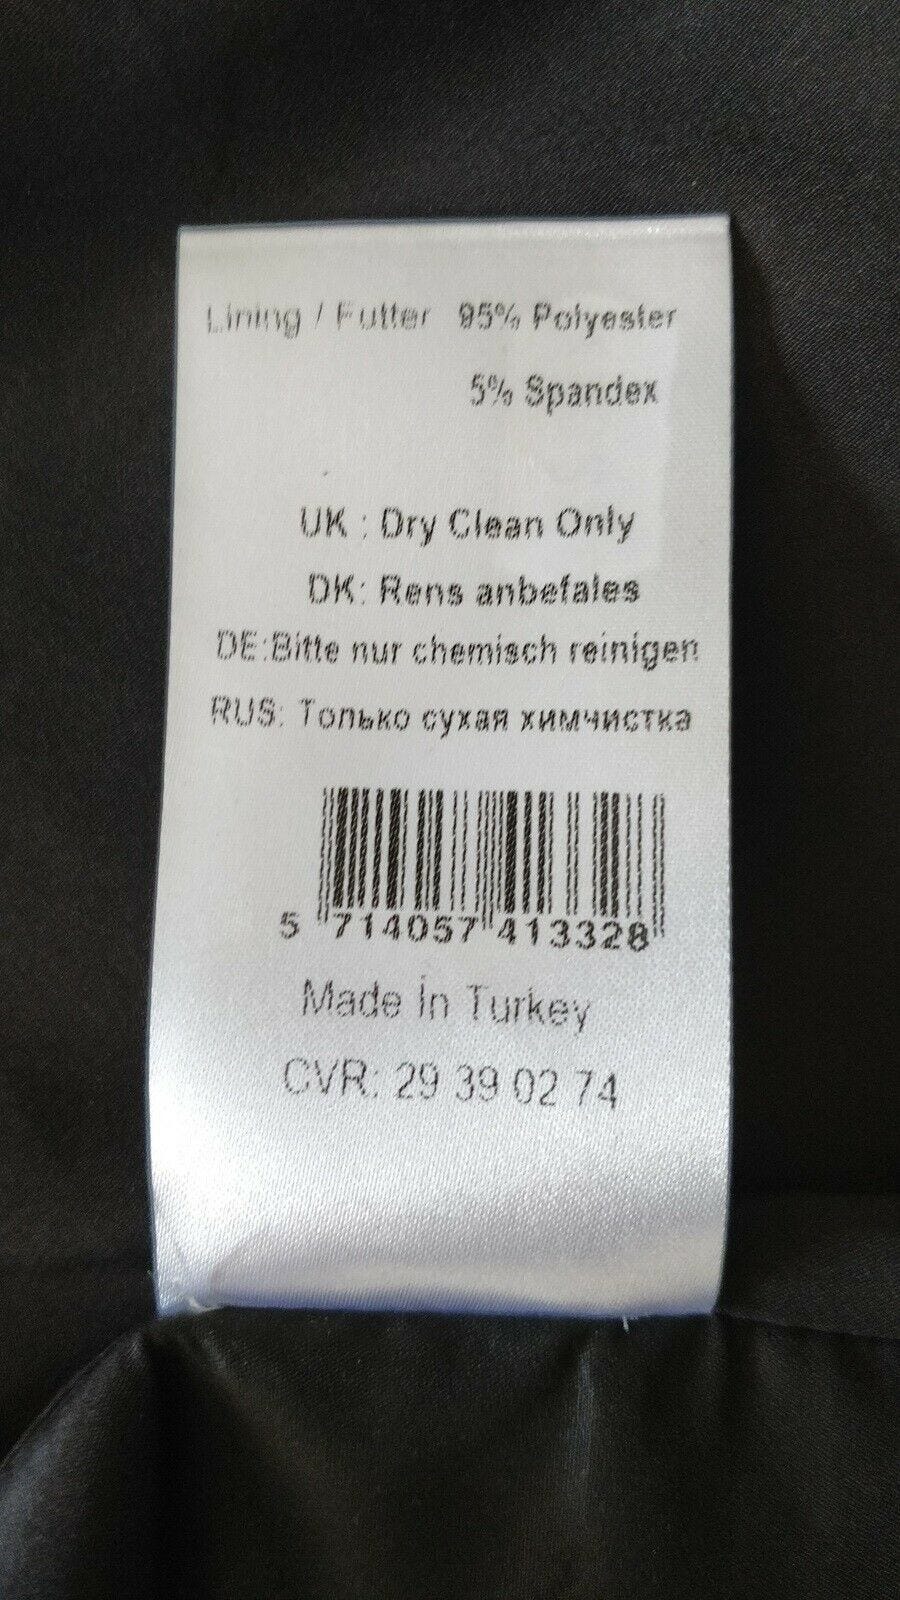 Lining / Futter 95% Polyester
5% Spandex
UK : Dry Clean Only
DK: Rens anbefales
DE:Bitte nur chemisch reinigen
RUS: Только сухая химчистка
5 714057 413328
Made İn Turkey
CVR: 29 39 02 74